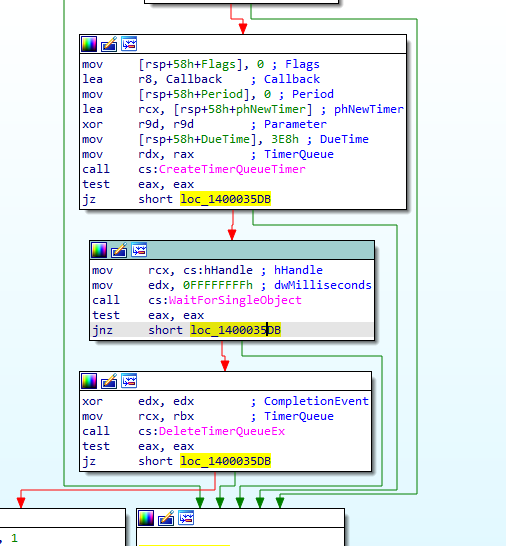 mov [rsp+58h+Flags], 0 ; Flags
lea r8, Callback ; Callback
mov [rsp+58h+Period], 0 ; Period
lea rcx, [rsp+58h+phNewTimer] ; phNewTimer
xor r9d, r9d ; Parameter
mov [rsp+58h+DueTime], 3E8h ; DueTime
mov rdx, rax ; TimerQueue
call cs:CreateTimerQueueTimer
test eax, eax
jz short loc_1400035DB
mov rcx, cs:hHandle ; hHandle
mov edx, 0FFFFFFFFh ; dwMilliseconds
call cs:WaitForSingleObject
test eax, eax
jnz short loc_1400035DB
xor edx, edx ; CompletionEvent
mov rcx, rbx ; TimerQueue
call cs:DeleteTimerQueueEx
test eax, eax
jz short loc_1400035DB
, 1